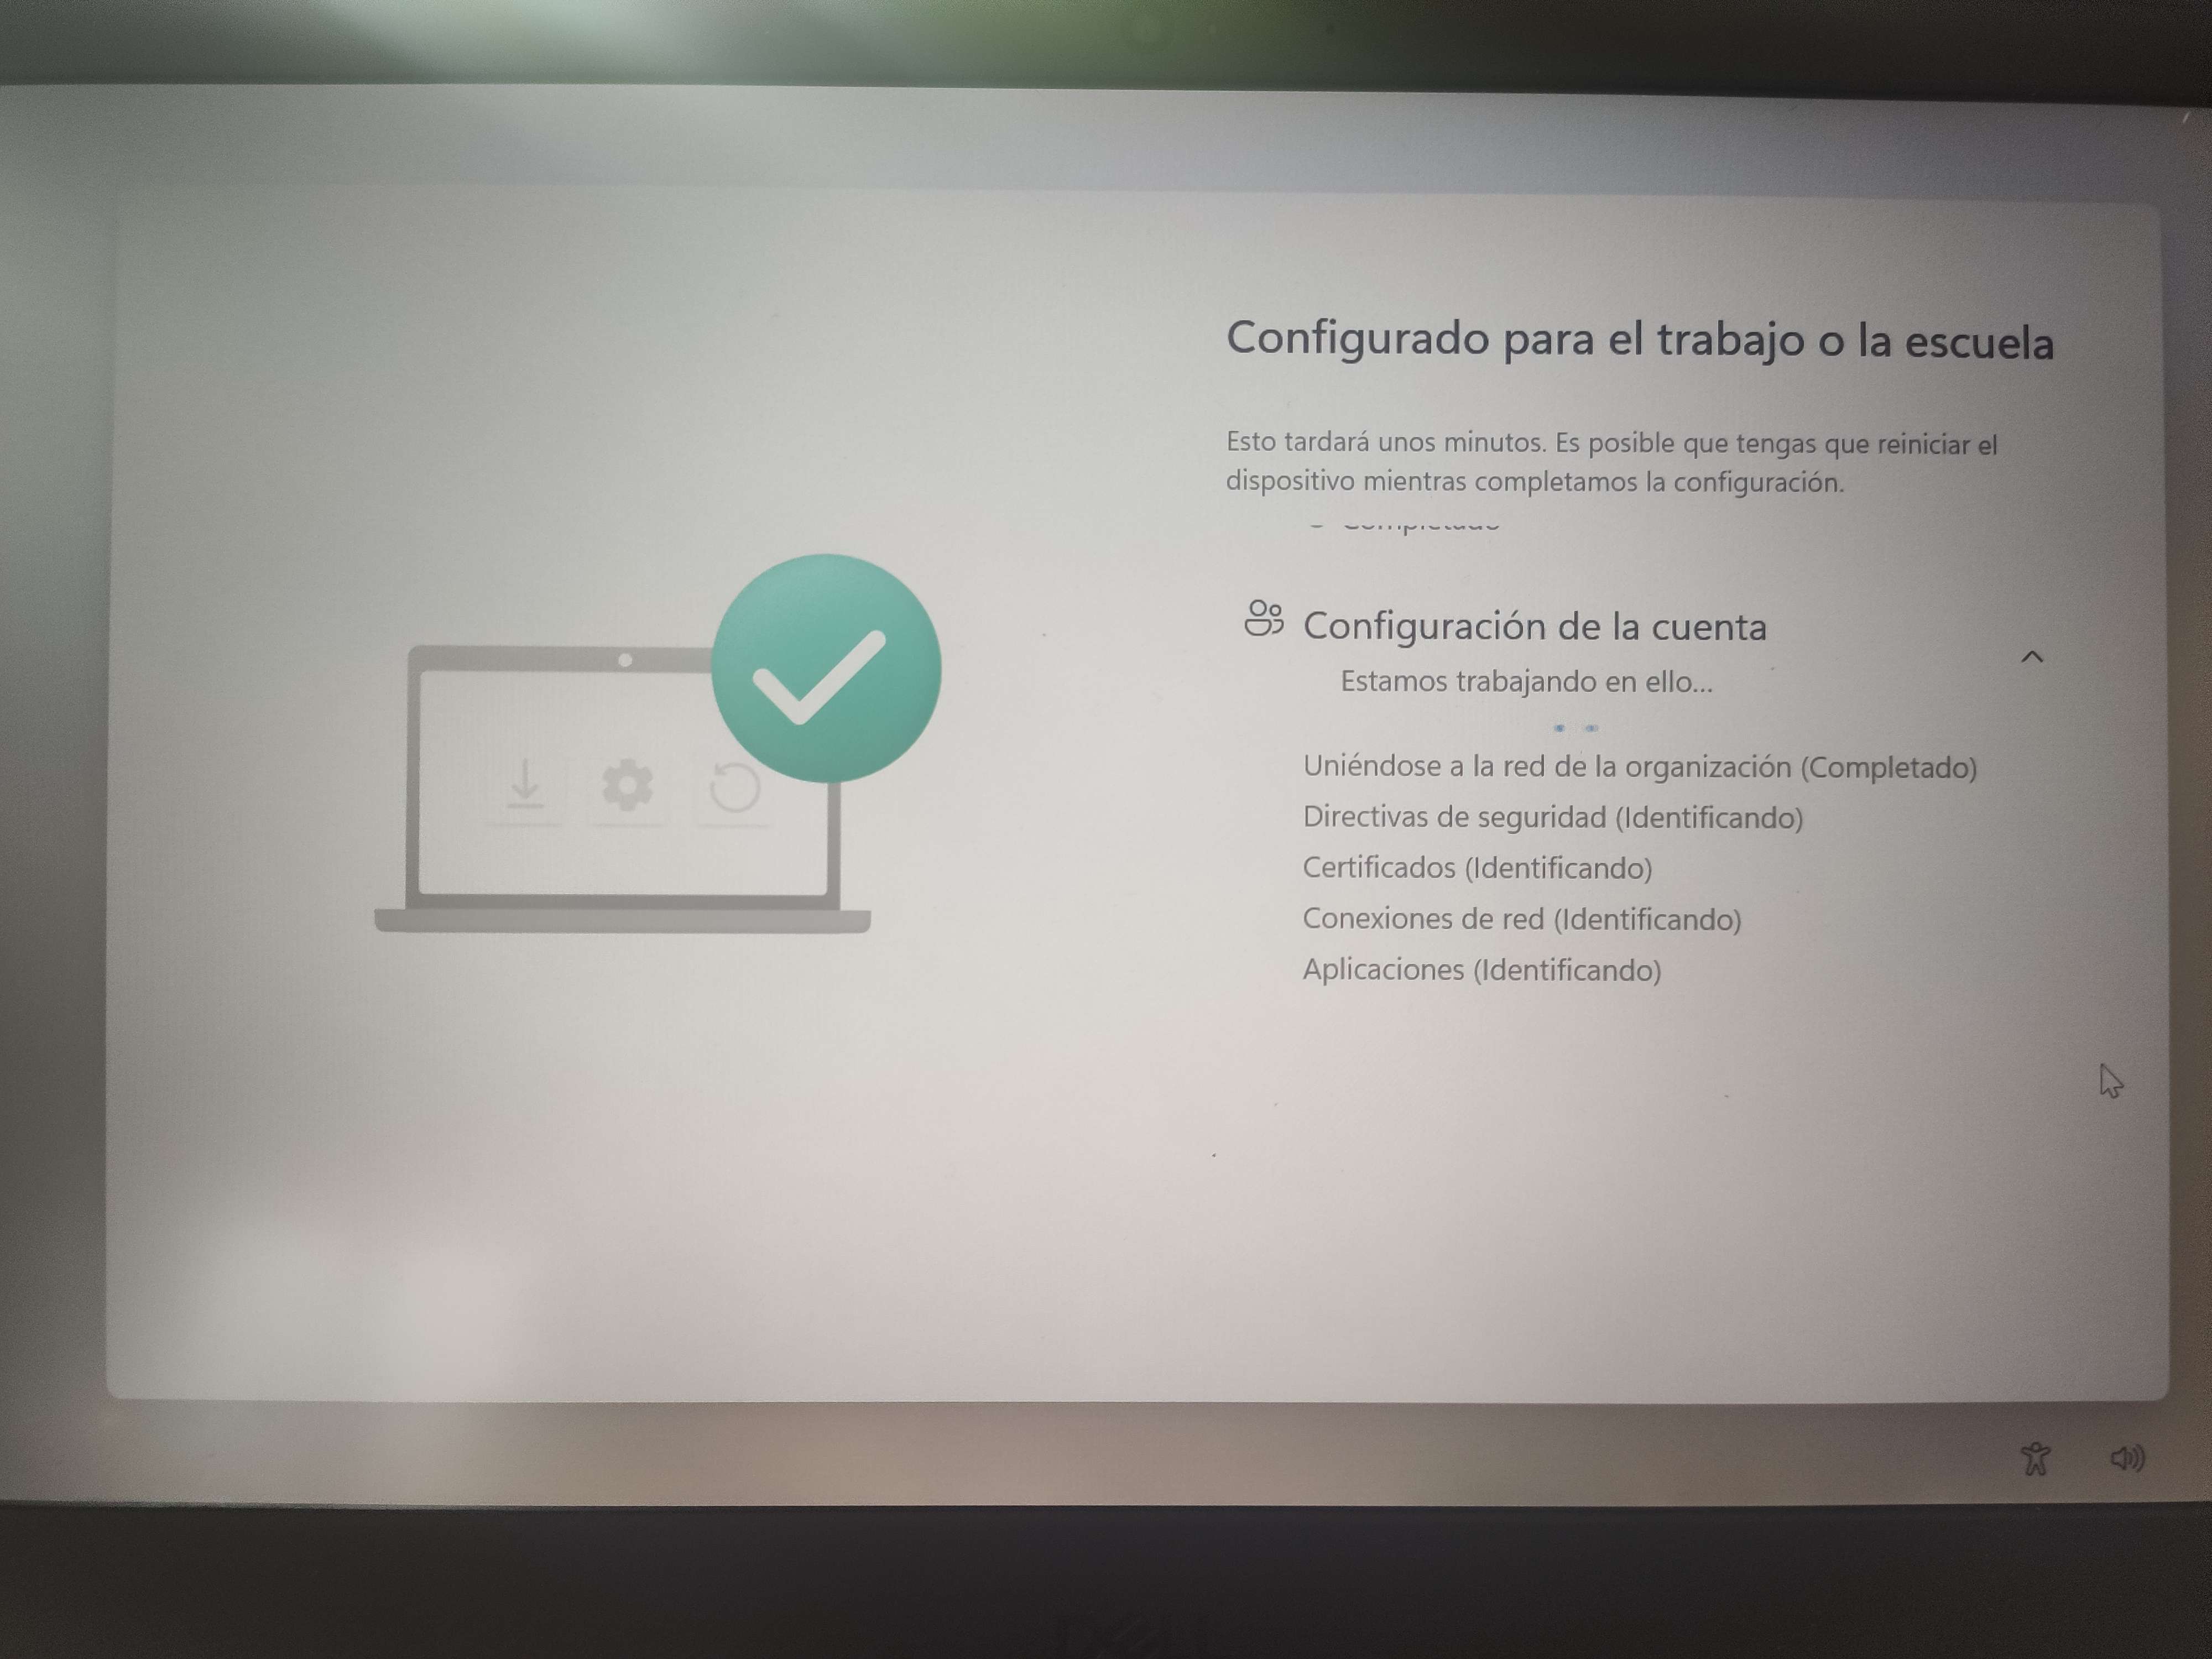 Configurado para el trabajo o la escuela
Esto tardará unos minutos. Es posible que tengas que reiniciar el
dispositivo mientras completamos la configuración.
Completado
Configuración de la cuenta
Estamos trabajando en ello...
Uniéndose a la red de la organización (Completado)
Directivas de seguridad (Identificando)
Certificados (Identificando)
Conexiones de red (Identificando)
Aplicaciones (Identificando)